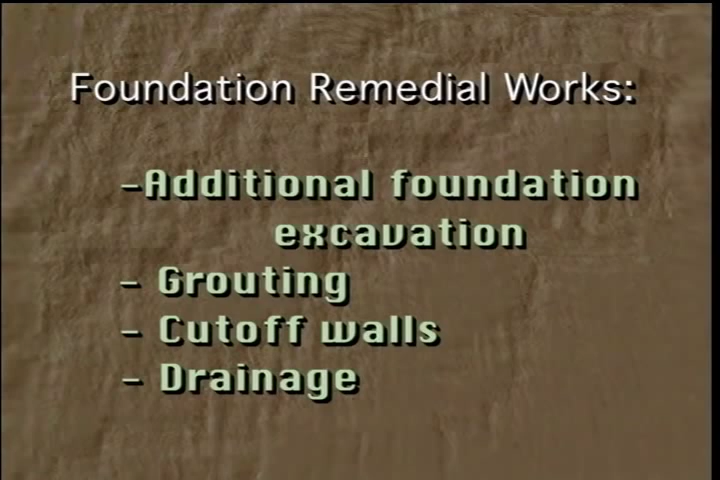 Foundation Remedial Works:
-Additional foundation
excavation
- Grouting
- Cutoff walls
- Drainage